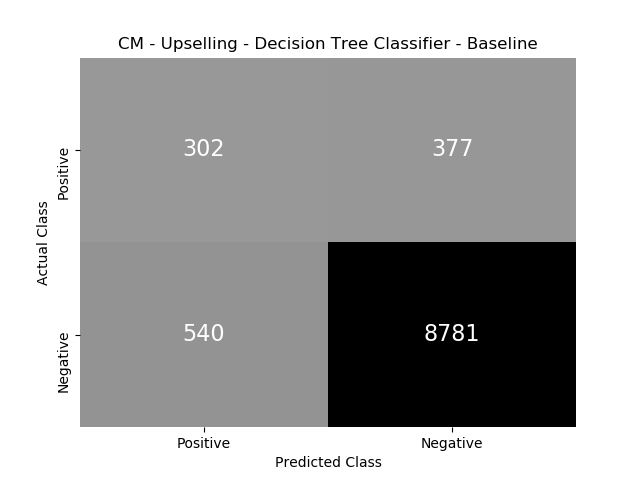 CM - Upselling - Decision Tree Classifier - Baseline
Actual Class
Positive
302
377
Negative
540
8781
Positive
Negative
Predicted Class